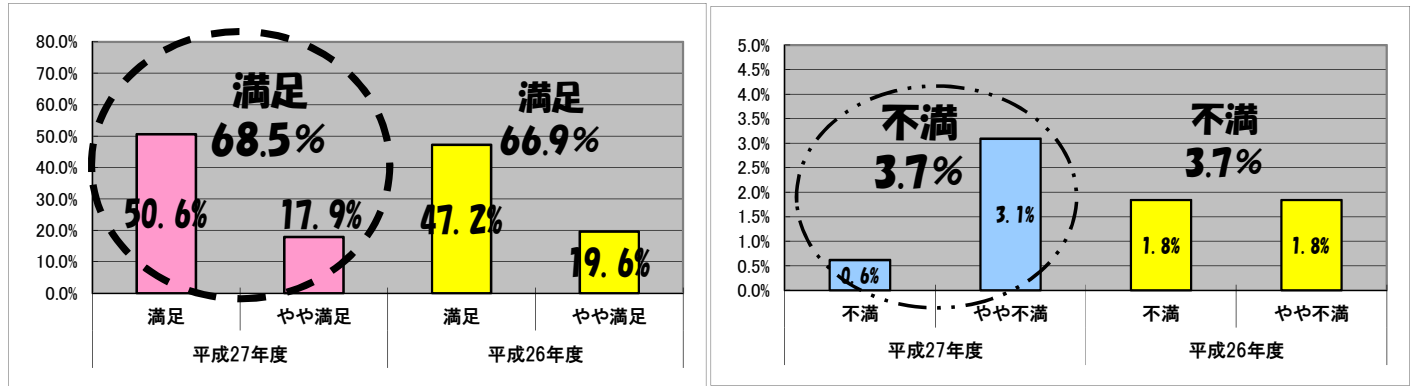 80.0%
70.0%
60.0%
50.0%
40.0%
30.0%
20.0%
10.0%
0.0%
満足
68.5%
満足
66.9%
50.6%
17.9%
47.2%
19.6%
満足
やや満足
満足
やや満足
平成27年度
平成26年度
5.0%
4.5%
4.0%
3.5%
3.0%
2.5%
2.0%
1.5%
1.0%
0.5%
0.0%
不満
3.7%
不満
3.7%
0.6%
3.1%
1.8%
1.8%
不満
やや不満
不満
やや不満
平成27年度
平成26年度